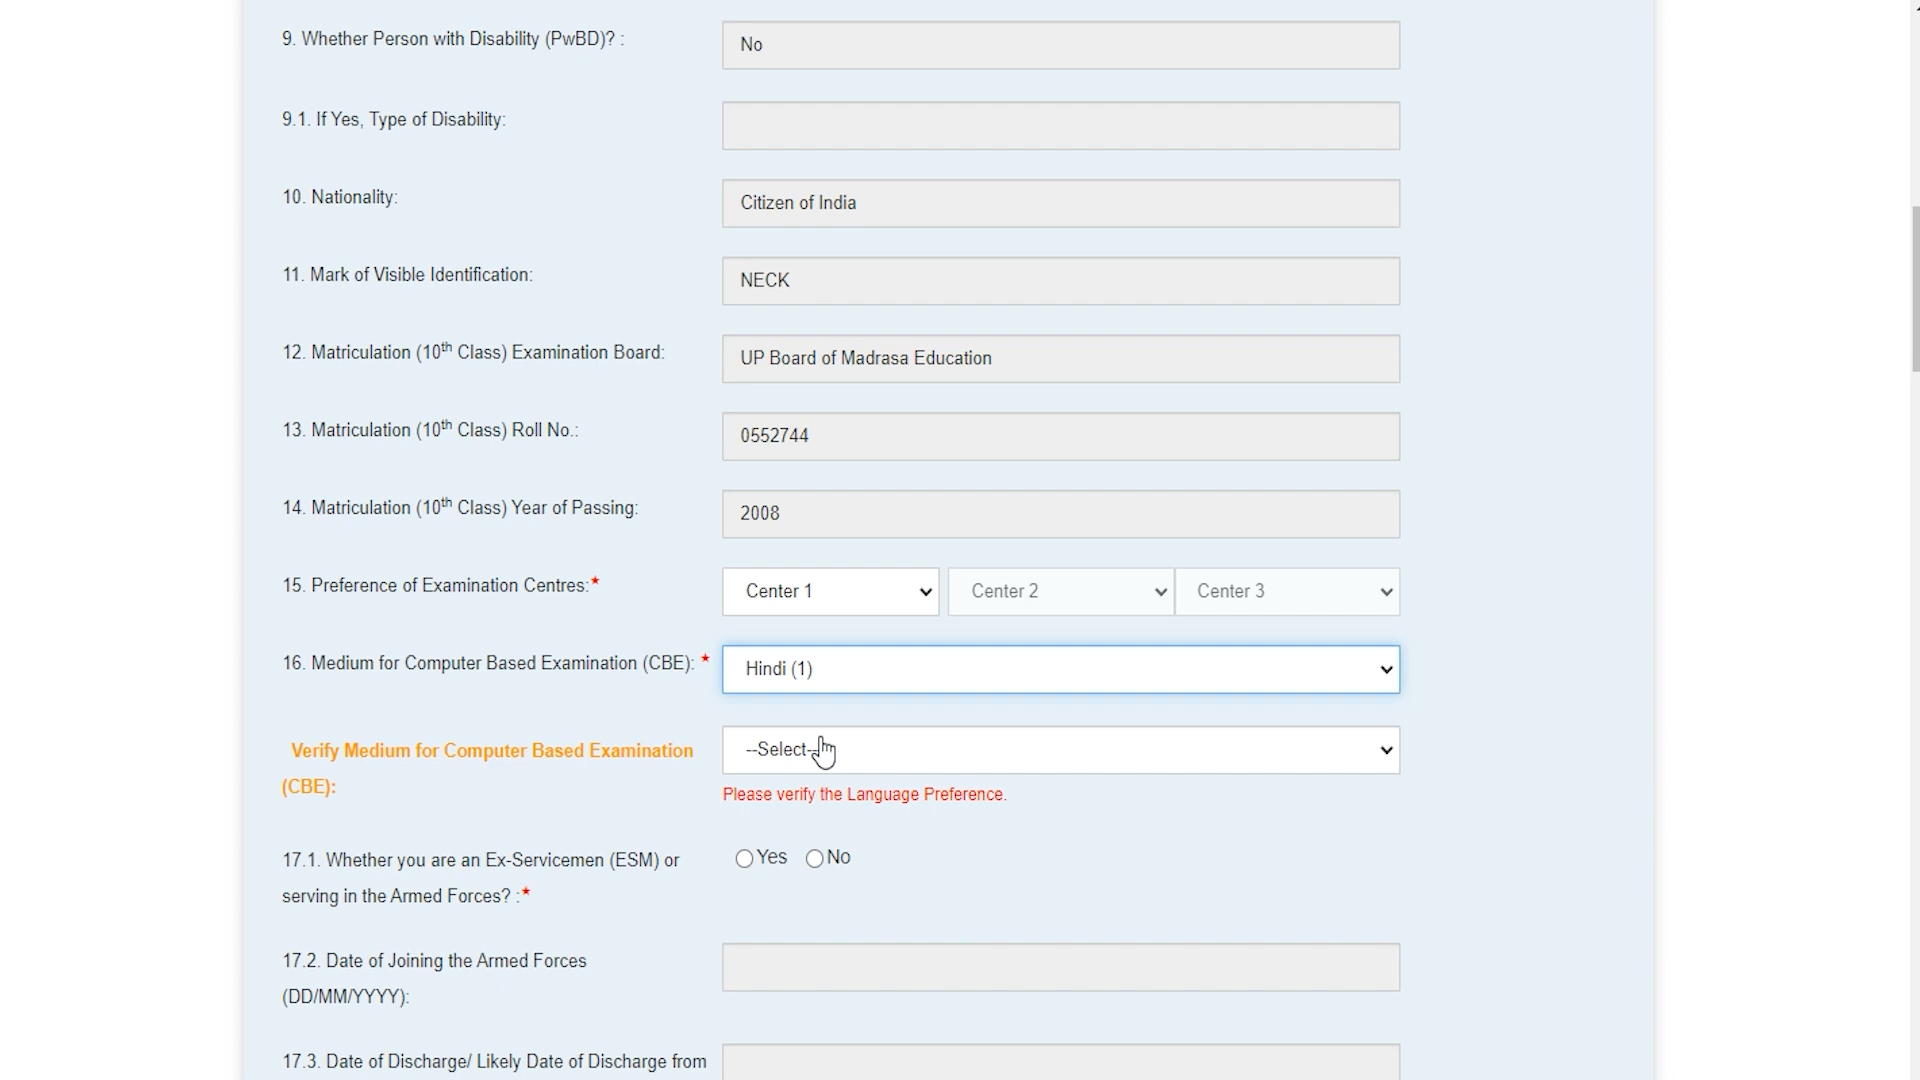 9. Whether Person with Disability (PwBD)? :
No
9.1. If Yes, Type of Disability:
10. Nationality:
Citizen of India
11. Mark of Visible Identification:
NECK
12. Matriculation (10th Class) Examination Board:
UP Board of Madrasa Education
13. Matriculation (10th Class) Roll No.:
0552744
14. Matriculation (10th Class) Year of Passing:
2008
15. Preference of Examination Centres:*
Center 1
Center 2
Center 3
16. Medium for Computer Based Examination (CBE): *
Hindi (1)
Verify Medium for Computer Based Examination
(CBE):
--Select--
Please verify the Language Preference.
17.1. Whether you are an Ex-Servicemen (ESM) or
serving in the Armed Forces? :*
Yes
No
17.2. Date of Joining the Armed Forces
(DD/MM/YYYY):
17.3. Date of Discharge/ Likely Date of Discharge from